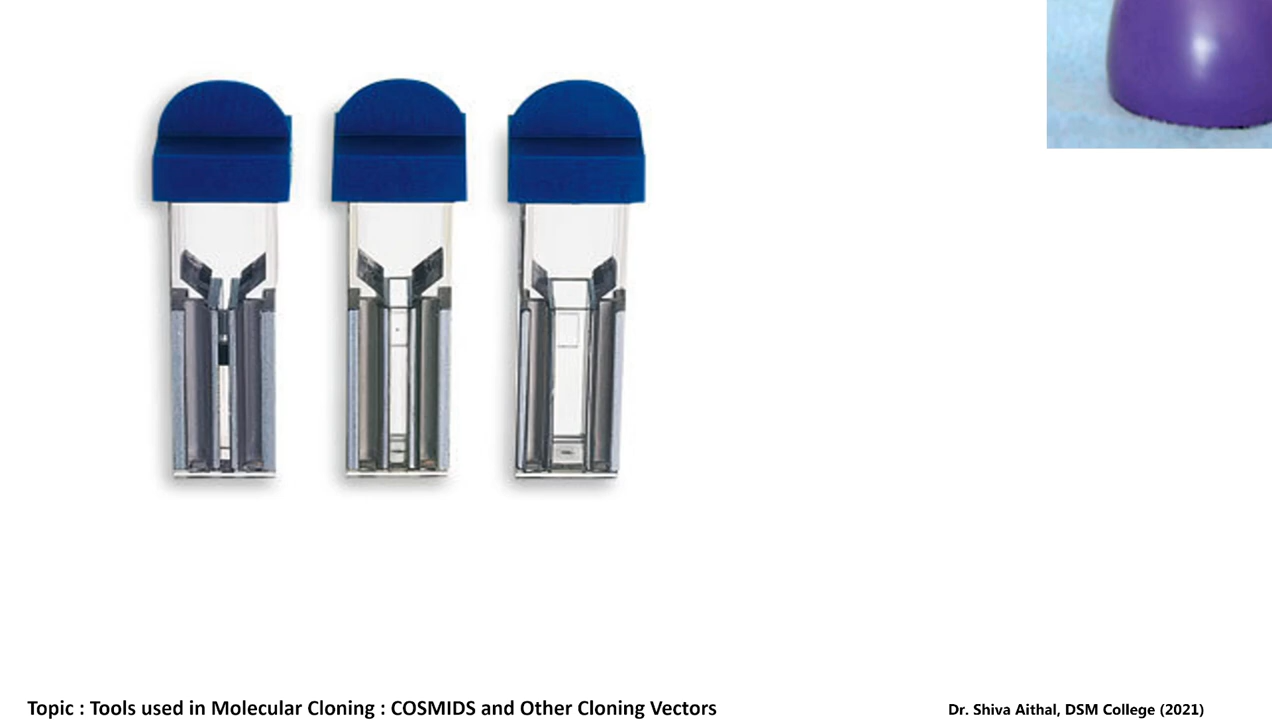 Topic : Tools used in Molecular Cloning : COSMIDS and Other Cloning Vectors
Dr. Shiva Aithal, DSM College (2021)